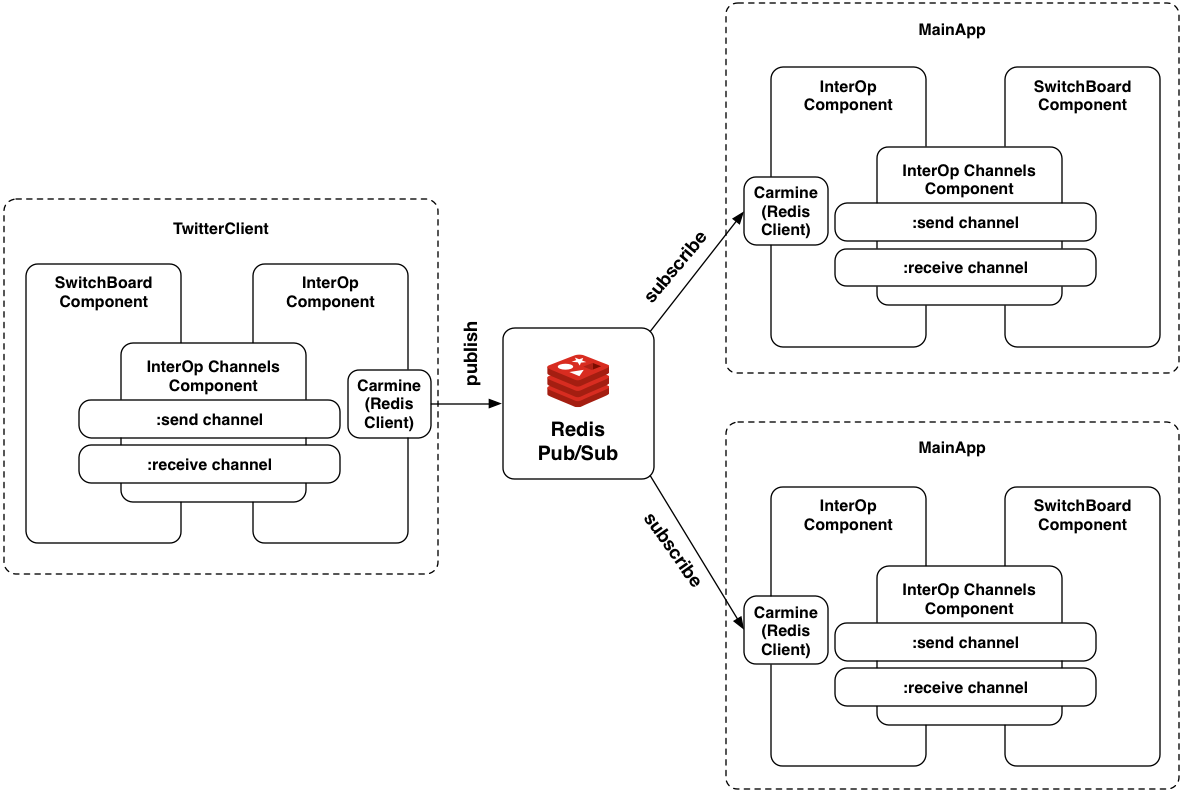 TwitterClient
SwitchBoard
Component
InterOp
Component
InterOp Channels
Component
:send channel
:receive channel
Carmine
(Redis
Client)
publish
Redis
Pub/Sub
subscribe
subscribe
MainApp
InterOp
Component
SwitchBoard
Component
InterOp Channels
Component
Carmine
(Redis
Client)
:send channel
:receive channel
MainApp
InterOp
Component
SwitchBoard
Component
InterOp Channels
Component
Carmine
(Redis
Client)
:send channel
:receive channel